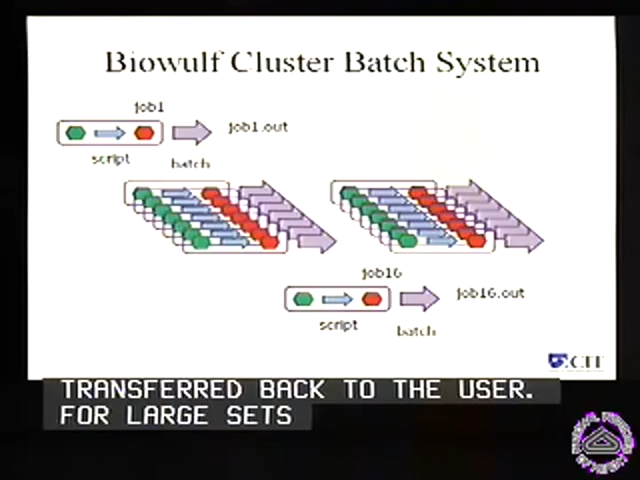 Biowulf Cluster Batch System
job1
job1.out
script
batch
job16
job16.out
script
batch
CIT
TRANSFERRED BACK TO THE USER.
FOR LARGE SETS